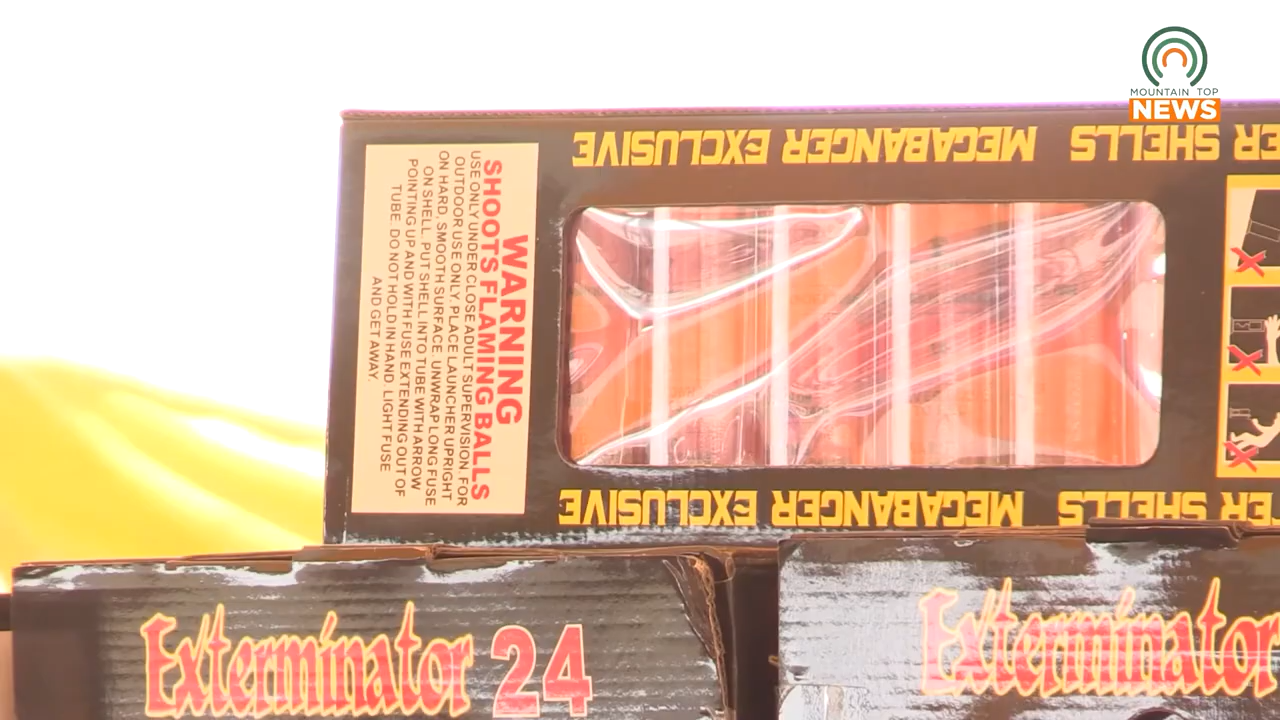 MOUNTAIN TOP
NEWS
ER SHELLS MEGABANGER EXCLUSIVE
WARNING
SHOOTS FLAMING BALLS
USE ONLY UNDER CLOSE ADULT SUPERVISION. FOR
OUTDOOR USE ONLY. PLACE LAUNCHER UPRIGHT
ON HARD, SMOOTH SURFACE. UNWRAP LONG FUSE
ON SHELL. PUT SHELL INTO TUBE WITH ARROW
POINTING UP AND WITH FUSE EXTENDING OUT OF
TUBE. DO NOT HOLD IN HAND. LIGHT FUSE
AND GET AWAY.
ER SHELLS MEGABANGER EXCLUSIVE
Exterminator 24
Exterminator